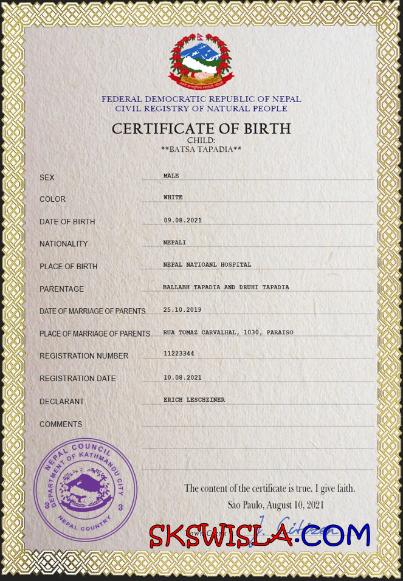 FEDERAL DEMOCRATIC REPUBLIC OF NEPAL
CIVIL REGISTRY OF NATURAL PEOPLE
CERTIFICATE OF BIRTH
CHILD:
**BATSA TAPADIA**
SEX MALE
COLOR WHITE
DATE OF BIRTH 09.08.2021
NATIONALITY NEPALI
PLACE OF BIRTH NEPAL NATIOANL HOSPITAL
PARENTAGE BALLABH TAPADIA AND DRUHI TAPADIA
DATE OF MARRIAGE OF PARENTS 25.10.2019
PLACE OF MARRIAGE OF PARENTS RUA TOMAZ CARVALHAL, 1030, PARAISO
REGISTRATION NUMBER 11223344
REGISTRATION DATE 10.08.2021
DECLARANT ERICH LESCHZINER
COMMENTS
NEPAL COUNCIL
DEPARTMENT OF KATHMANDU CITY
NEPAL COUNTRY
The content of the certificate is true. I give faith.
São Paulo, August 10, 2021
J. Citizen
SKSWISLA.COM